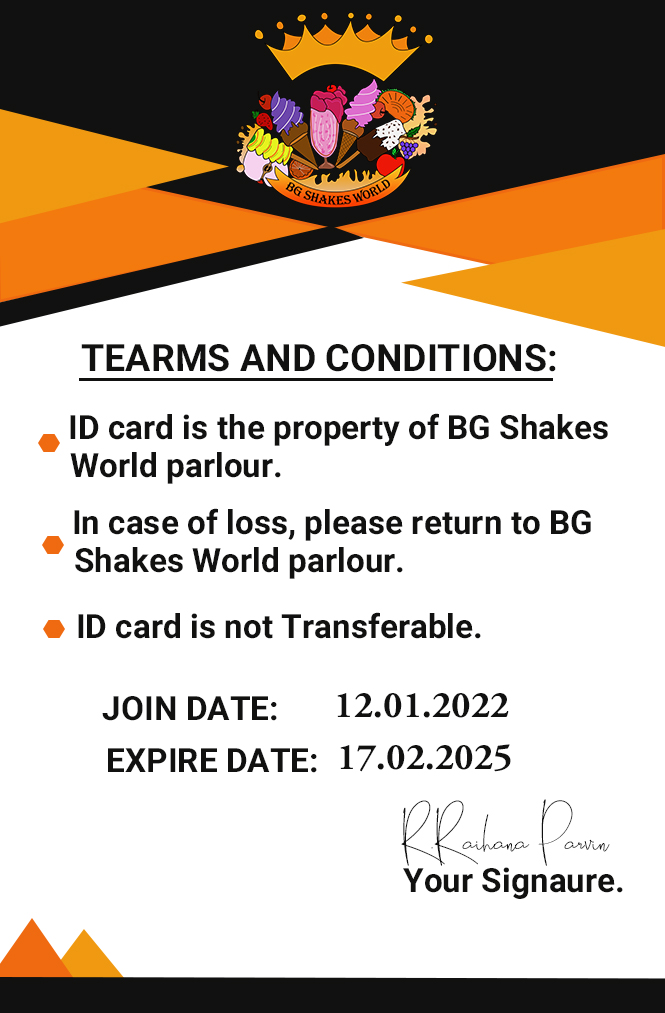 BG SHAKES WORLD
TEARMS AND CONDITIONS:
ID card is the property of BG Shakes
World parlour.
In case of loss, please return to BG
Shakes World parlour.
ID card is not Transferable.
JOIN DATE: 12.01.2022
EXPIRE DATE: 17.02.2025
R.Raihana Parvin
Your Signaure.